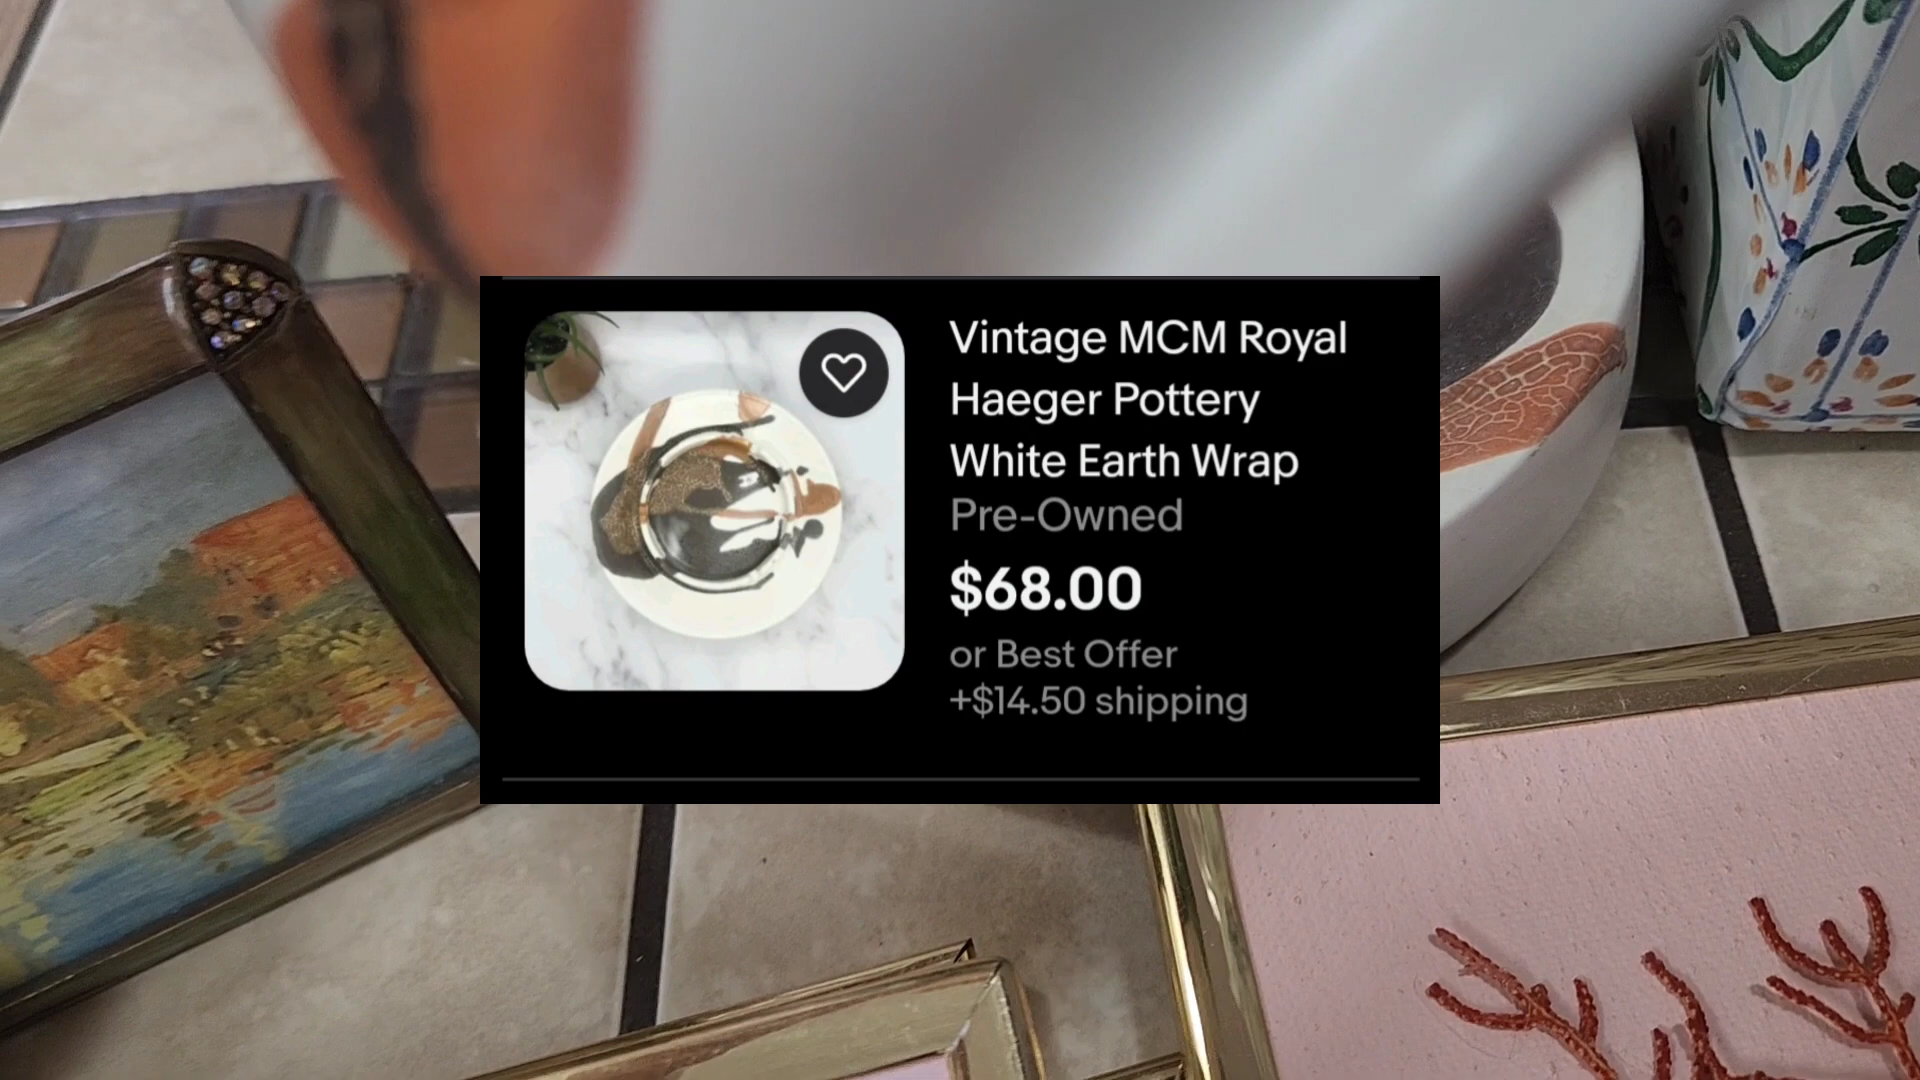 Vintage MCM Royal
Haeger Pottery
White Earth Wrap
Pre-Owned
$68.00
or Best Offer
+$14.50 shipping